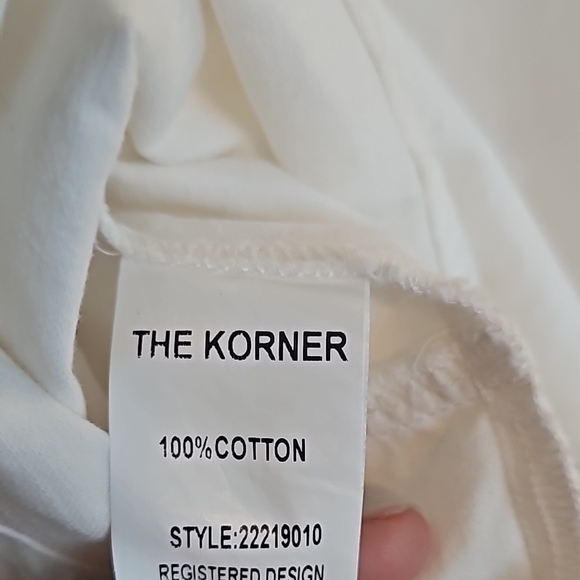 THE KORNER
100%COTTON
STYLE:22219010
REGISTERED DESIGN